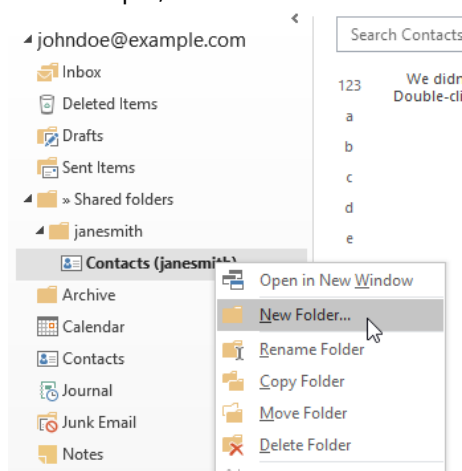 johndoe@example.com
Inbox
Deleted Items
Drafts
Sent Items
» Shared folders
janesmith
Contacts (janesmith)
Archive
Calendar
Contacts
Journal
Junk Email
Notes
Search Contacts
We didn
Double-cli
123
a
b
c
d
e
Open in New Window
New Folder...
Rename Folder
Copy Folder
Move Folder
Delete Folder